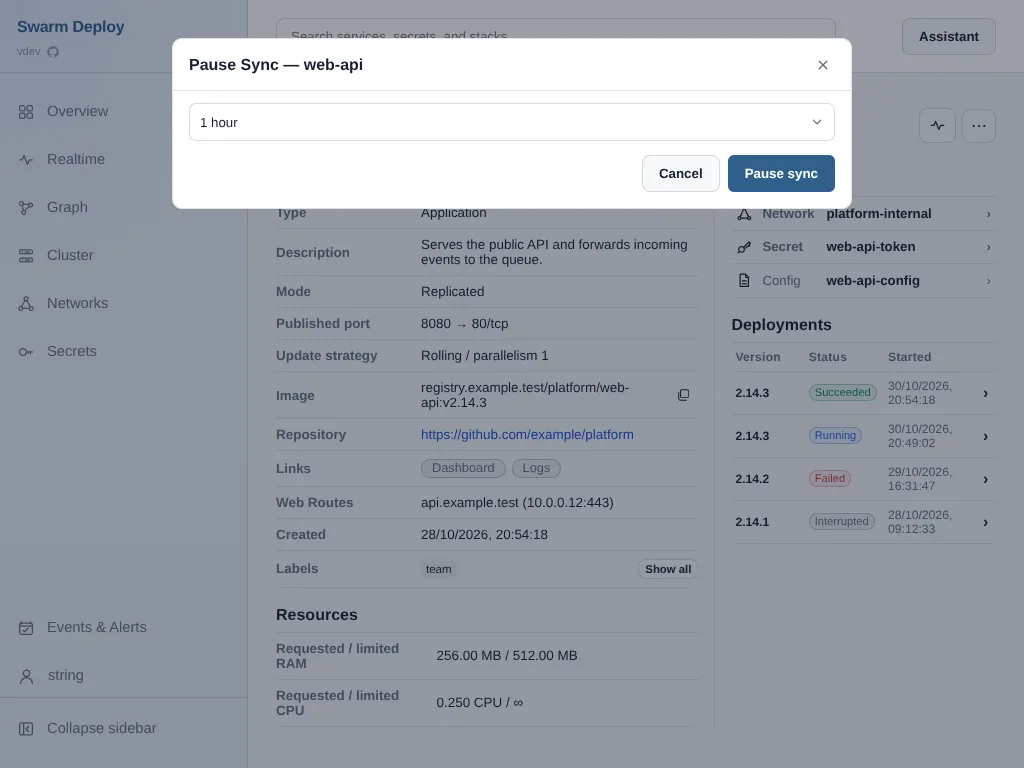 Swarm Deploy
vdev
Search services, secrets, and stacks
Assistant
Pause Sync — web-api
1 hour
Cancel
Pause sync
Overview
Realtime
Graph
Cluster
Networks
Secrets
Events & Alerts
string
Collapse sidebar
Type Application
Description Serves the public API and forwards incoming
events to the queue.
Mode Replicated
Published port 8080 → 80/tcp
Update strategy Rolling / parallelism 1
Image registry.example.test/platform/web-
api:v2.14.3
Repository https://github.com/example/platform
Links Dashboard Logs
Web Routes api.example.test (10.0.0.12:443)
Created 28/10/2026, 20:54:18
Labels team Show all
Resources
Requested / limited
RAM 256.00 MB / 512.00 MB
Requested / limited
CPU 0.250 CPU / ∞
Network platform-internal ›
Secret web-api-token ›
Config web-api-config ›
Deployments
Version Status Started
2.14.3 Succeeded 30/10/2026,
20:54:18 ›
2.14.3 Running 30/10/2026,
20:49:02 ›
2.14.2 Failed 29/10/2026,
16:31:47 ›
2.14.1 Interrupted 28/10/2026,
09:12:33 ›